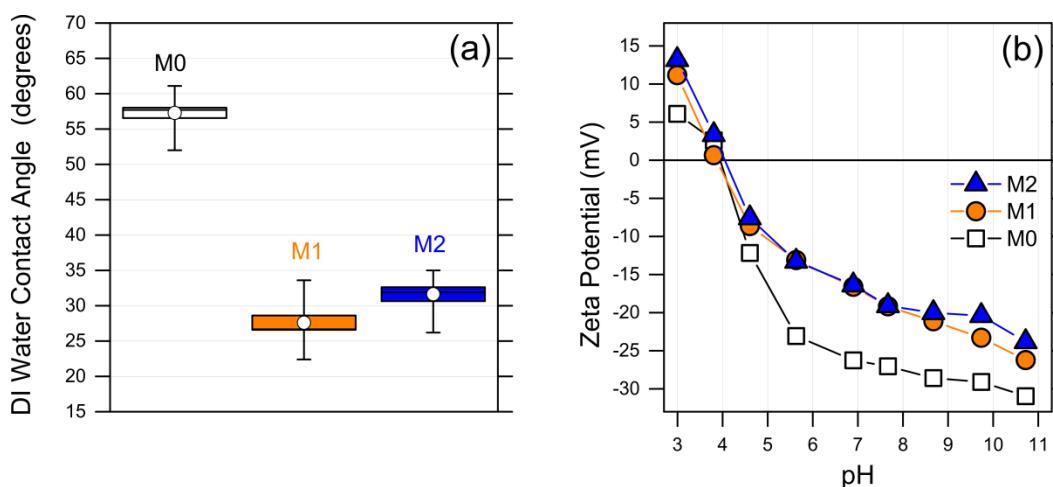 (a)
DI Water Contact Angle (degrees)
70
65
60
55
50
45
40
35
30
25
20
15
M0
M1
M2
(b)
Zeta Potential (mV)
15
10
5
0
-5
-10
-15
-20
-25
-30
M2
M1
M0
3 4 5 6 7 8 9 10 11
pH